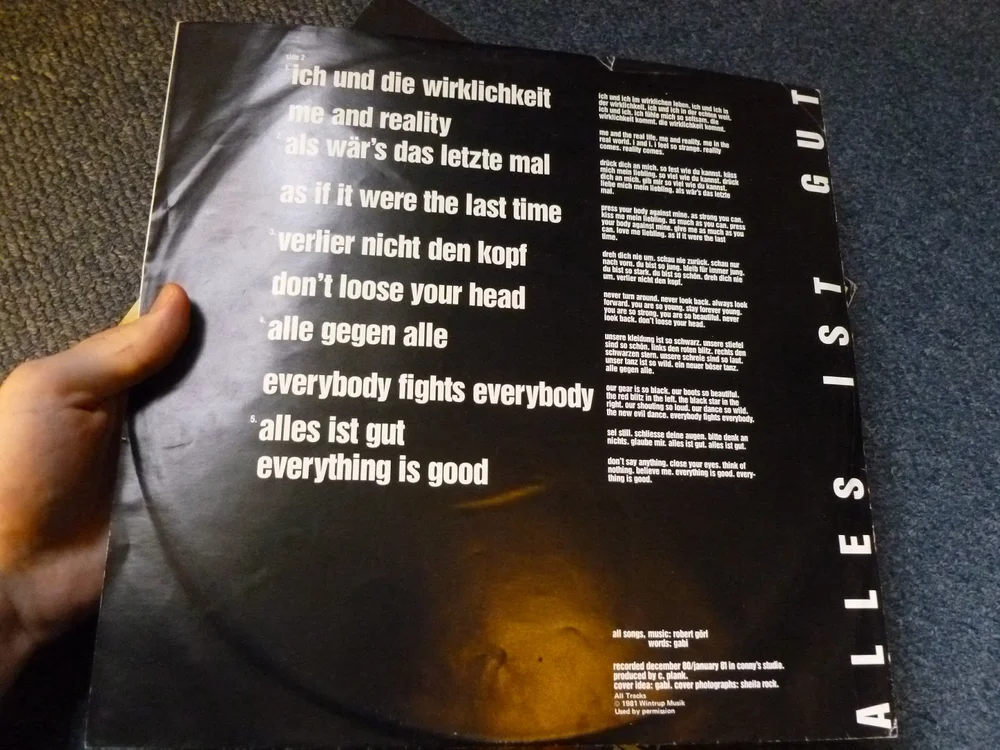 side 2
1. ich und die wirklichkeit
me and reality
als wär's das letzte mal
as if it were the last time
3. verlier nicht den kopf
don't loose your head
alle gegen alle
everybody fights everybody
5. alles ist gut
everything is good
ich und ich im wirklichen leben. ich und ich in
der wirklichkeit. ich und ich in der echten welt.
ich und ich. ich fühle mich so seltsam. die
wirklichkeit kommt. die wirklichkeit kommt.
me and the real life. me and reality. me in the
real world. I and I. I feel so strange. reality
comes. reality comes.
drück dich an mich. so fest wie du kannst. küss
mich mein liebling. so viel wie du kannst. drück
dich an mich. gib mir so viel wie du kannst.
liebe mich mein liebling. als wär's das letzte
mal.
press your body against mine. as strong you can.
kiss me mein liebling. as much as you can. press
your body against mine. give me as much as you
can. love me liebling. as if it were the last
time.
dreh dich nie um. schau nie zurück. schau nur
nach vorn. du bist so jung. bleib für immer jung.
du bist so stark. du bist so schön. dreh dich nie
um. verlier nicht den kopf.
never turn around. never look back. always look
forward. you are so young. stay forever young.
you are so strong. you are so beautiful. never
look back. don't loose your head.
unsere kleidung ist so schwarz. unsere stiefel
sind so schön. links den roten blitz. rechts den
schwarzen stern. unsere schreie sind so laut.
unser tanz ist so wild. ein neuer böser tanz.
alle gegen alle.
our gear is so black. our boots so beautiful.
the red blitz in the left. the black star in the
right. our shouting so loud. our dance so wild.
the new evil dance. everybody fights everybody.
sei still. schliesse deine augen. bitte denk an
nichts. glaube mir. alles ist gut. alles ist gut.
don't say anything. close your eyes. think of
nothing. believe me. everything is good. every-
thing is good.
all songs, music: robert görl
words: gabi
recorded december 80/january 81 in conny's studio.
produced by c. plank.
cover idea: gabi. cover photographs: sheila rock.
All Tracks
© 1981 Wintrup Musik
Used by permission
ALLES IST GUT